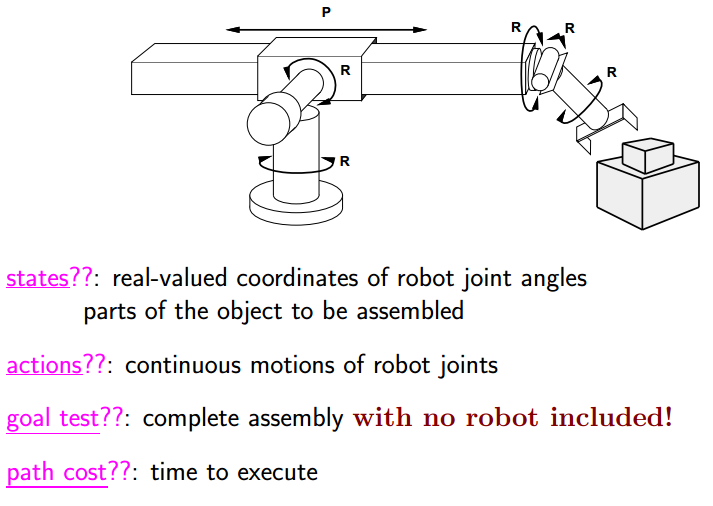 P
R
R
R
R
R
states??: real-valued coordinates of robot joint angles
parts of the object to be assembled
actions??: continuous motions of robot joints
goal test??: complete assembly with no robot included!
path cost??: time to execute